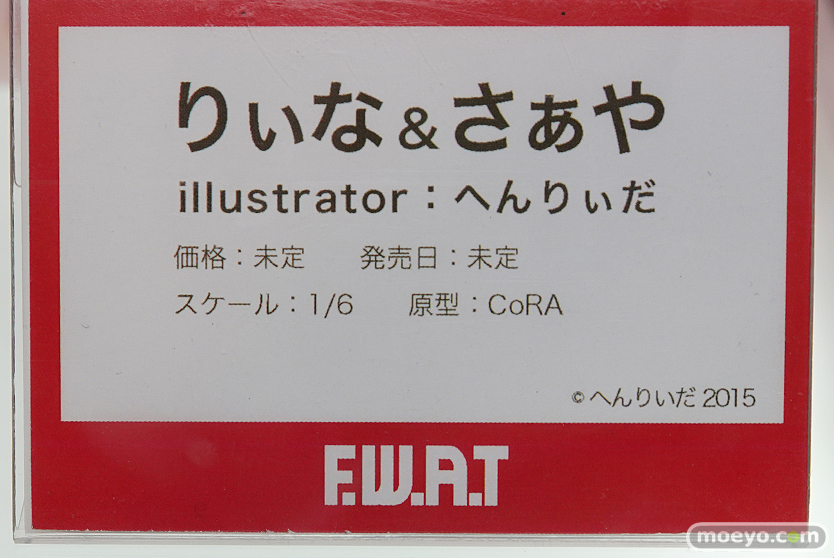 りぃな&さぁや
illustrator：へんりぃだ
価格：未定　　発売日：未定
スケール：1/6　　原型：CoRA
©へんりいだ 2015
F.W.A.T
moeyo.com